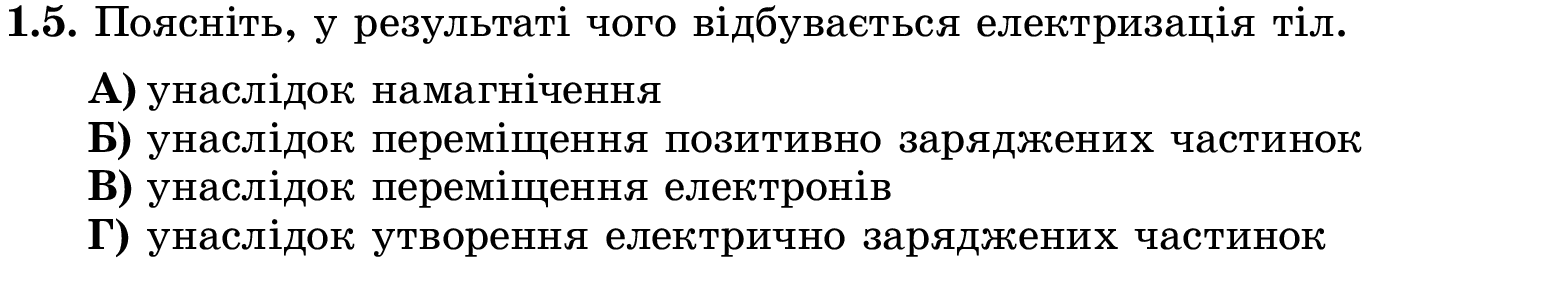 1.5. Поясніть, у результаті чого відбувається електризація тіл.
А) унаслідок намагнічення
Б) унаслідок переміщення позитивно заряджених частинок
В) унаслідок переміщення електронів
Г) унаслідок утворення електрично заряджених частинок